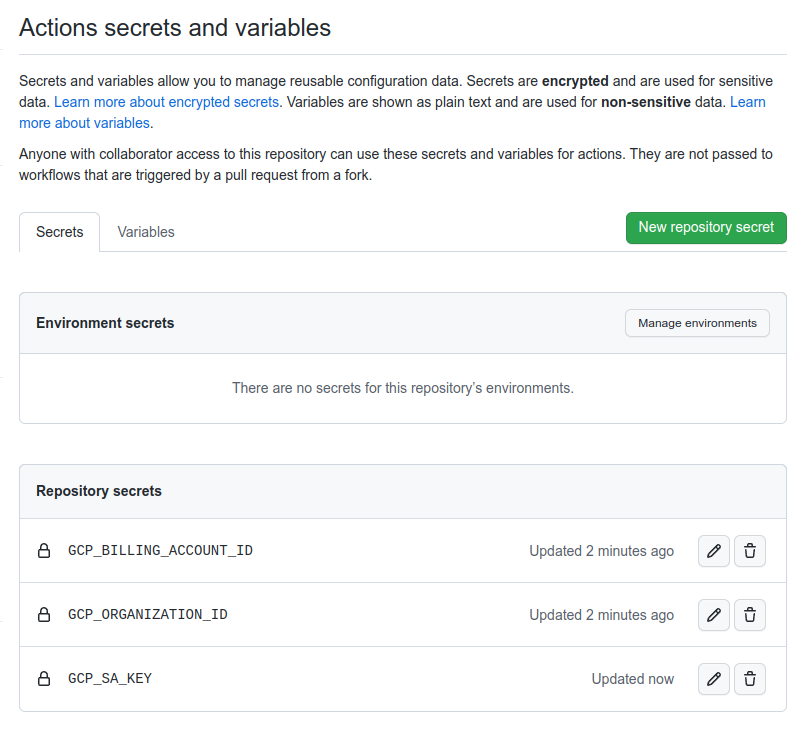 Actions secrets and variables
Secrets and variables allow you to manage reusable configuration data. Secrets are encrypted and are used for sensitive
data. Learn more about encrypted secrets. Variables are shown as plain text and are used for non-sensitive data. Learn
more about variables.
Anyone with collaborator access to this repository can use these secrets and variables for actions. They are not passed to
workflows that are triggered by a pull request from a fork.
Secrets Variables New repository secret
Environment secrets Manage environments
There are no secrets for this repository's environments.
Repository secrets
GCP_BILLING_ACCOUNT_ID Updated 2 minutes ago
GCP_ORGANIZATION_ID Updated 2 minutes ago
GCP_SA_KEY Updated now